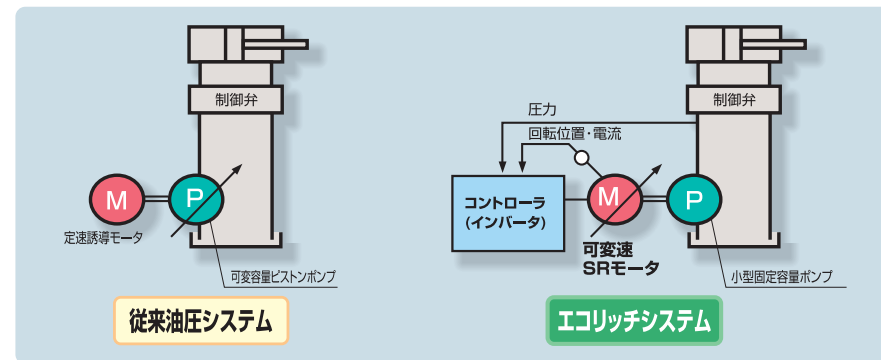 制御弁
M
P
定速誘導モータ
可変容量ピストンポンプ
従来油圧システム
制御弁
圧力
回転位置・電流
コントローラ
(インバータ)
M
P
可変速
SRモータ
小型固定容量ポンプ
エコリッチシステム